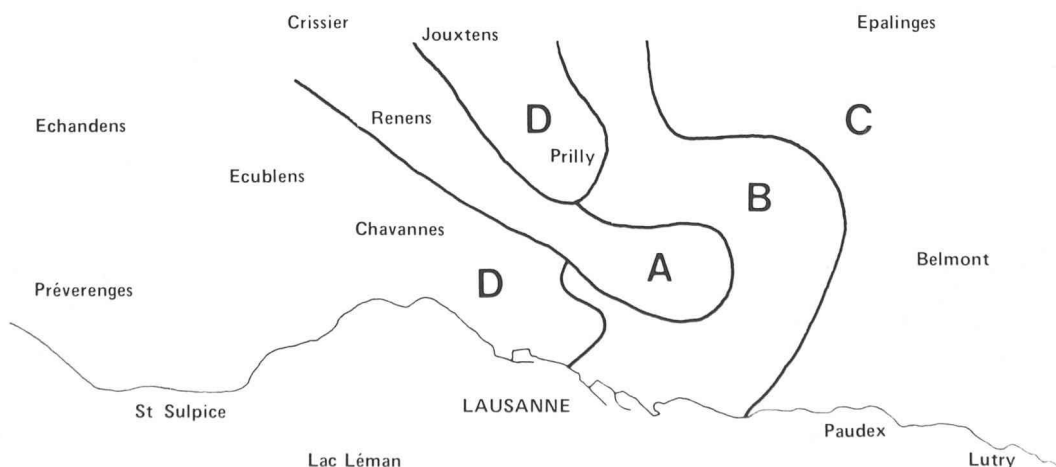 Crissier
Jouxtens
Epalinges
Renens
D
C
Echandens
Prilly
Ecublens
B
Chavannes
A
Belmont
Préverenges
D
St Sulpice
LAUSANNE
Paudex
Lac Léman
Lutry